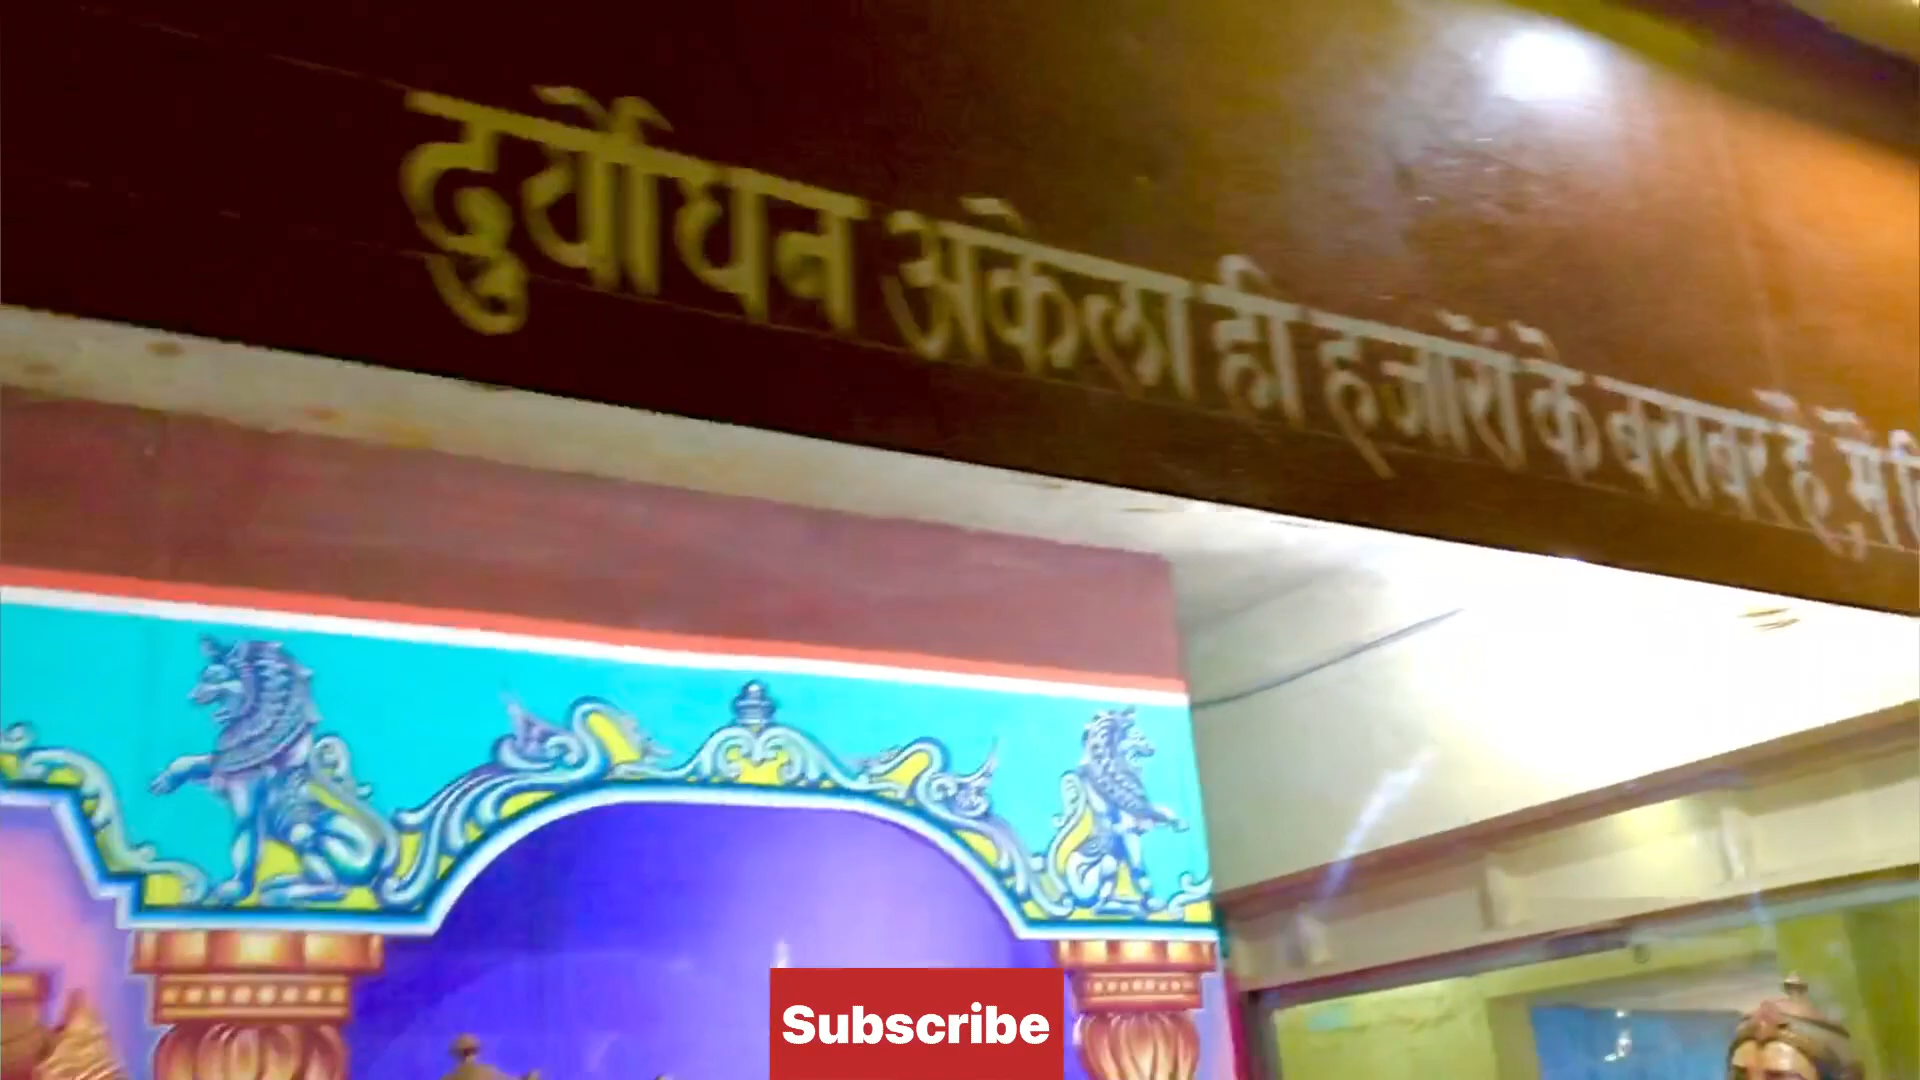 दुर्योधन अकेला ही हजारों के बराबर है, मैं
Subscribe